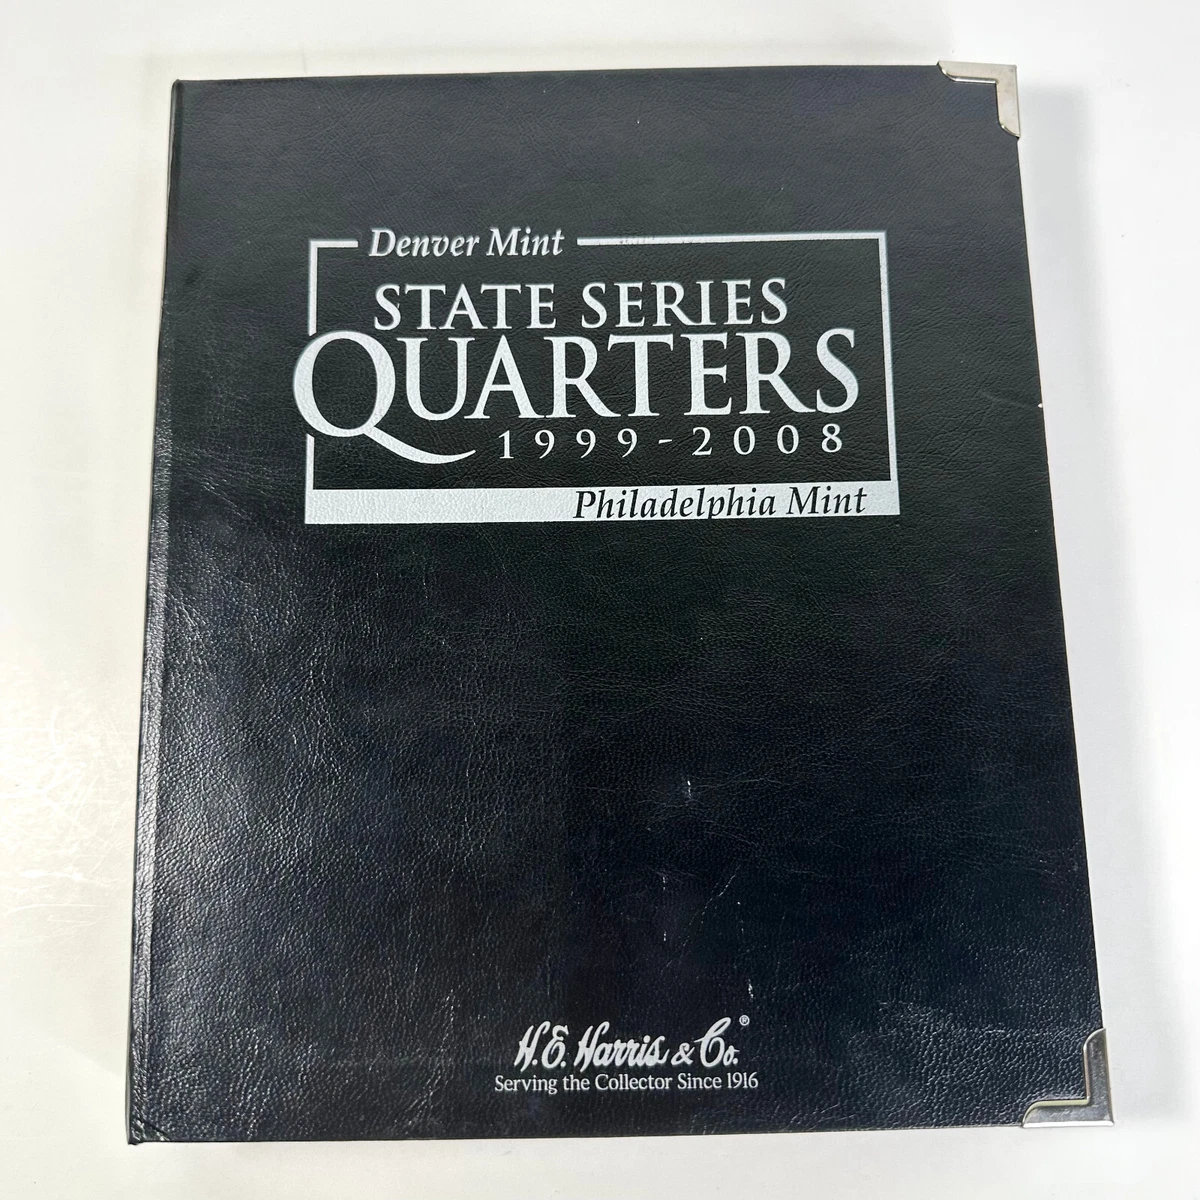 Denver Mint
STATE SERIES
QUARTERS
1999-2008
Philadelphia Mint
H.E. Harris & Co.®
Serving the Collector Since 1916